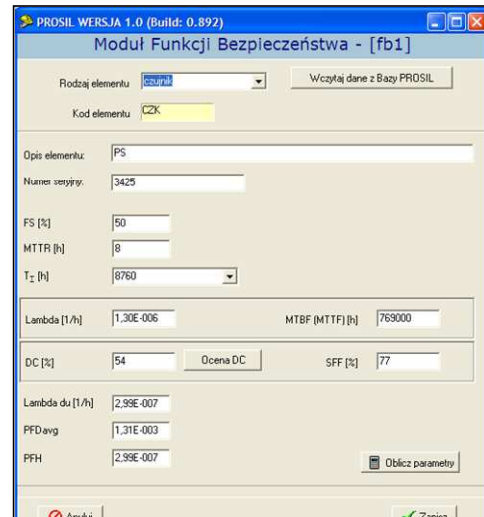 PROSIL WERSJA 1.0 (Build: 0.892)
Moduł Funkcji Bezpieczeństwa - [fb1]
Rodzaj elementu czujnik Wczytaj dane z Bazy PROSIL
Kod elementu CZK
Opis elementu: PS
Numer seryjny: 3425
FS [%] 50
MTTR [h] 8
TI [h] 8760
Lambda [1/h] 1,30E-006 MTBF (MTTF) [h] 769000
DC [%] 54 Ocena DC SFF [%] 77
Lambda du [1/h] 2,99E-007
PFDavg 1,31E-003
PFH 2,99E-007 Oblicz parametry
Anuluj Zapisz